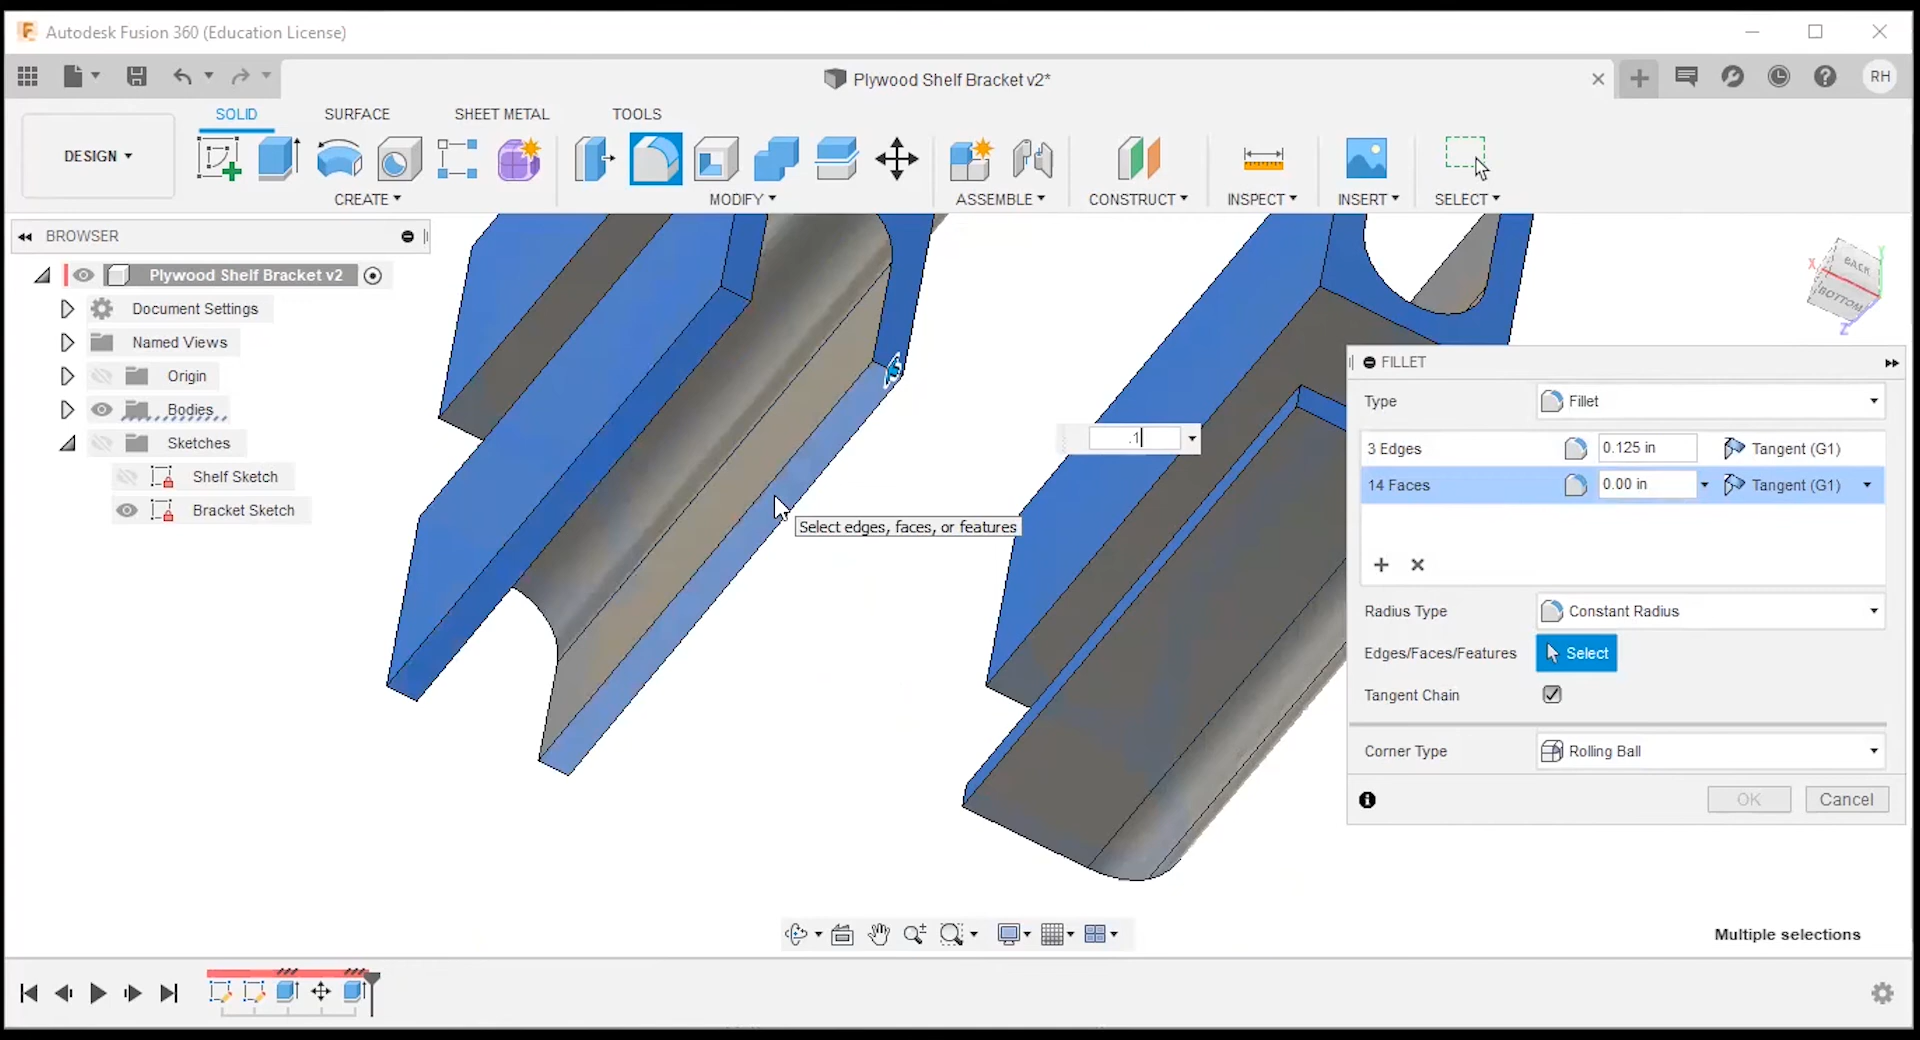 Autodesk Fusion 360 (Education License)
Plywood Shelf Bracket v2*
RH
DESIGN
SOLID SURFACE SHEET METAL TOOLS
CREATE MODIFY ASSEMBLE CONSTRUCT INSPECT INSERT SELECT
BROWSER
Plywood Shelf Bracket v2
Document Settings
Named Views
Origin
Bodies
Sketches
Shelf Sketch
Bracket Sketch
.1
Select edges, faces, or features
BACK
BOTTOM
X
Y
Z
FILLET
Type Fillet
3 Edges 0.125 in Tangent (G1)
14 Faces 0.00 in Tangent (G1)
Radius Type Constant Radius
Edges/Faces/Features Select
Tangent Chain
Corner Type Rolling Ball
OK Cancel
Multiple selections